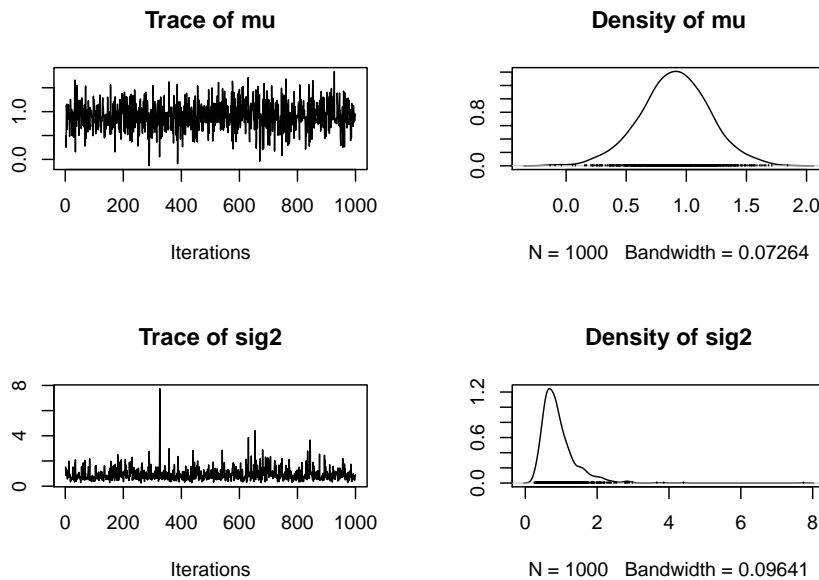 Trace of mu
0.0 1.0
0 200 400 600 800 1000
Iterations
Density of mu
0.0 0.8
0.0 0.5 1.0 1.5 2.0
N = 1000 Bandwidth = 0.07264
Trace of sig2
0 4 8
0 200 400 600 800 1000
Iterations
Density of sig2
0.0 0.6 1.2
0 2 4 6 8
N = 1000 Bandwidth = 0.09641